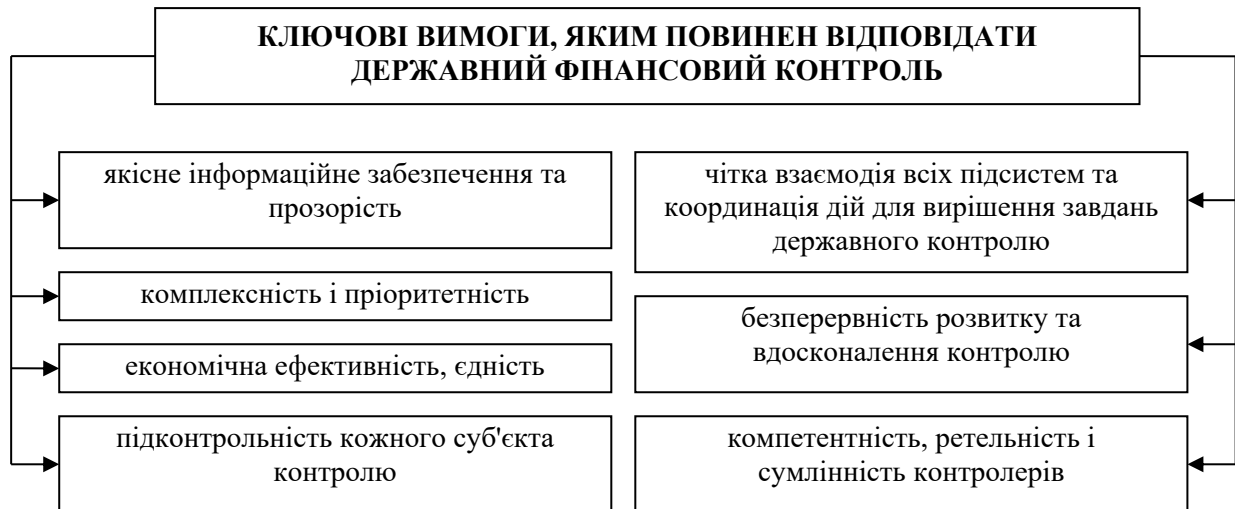 КЛЮЧОВІ ВИМОГИ, ЯКИМ ПОВИНЕН ВІДПОВІДАТИ
ДЕРЖАВНИЙ ФІНАНСОВИЙ КОНТРОЛЬ
якісне інформаційне забезпечення та
прозорість
комплексність і пріоритетність
економічна ефективність, єдність
підконтрольність кожного суб'єкта
контролю
чітка взаємодія всіх підсистем та
координація дій для вирішення завдань
державного контролю
безперервність розвитку та
вдосконалення контролю
компетентність, ретельність і
сумлінність контролерів